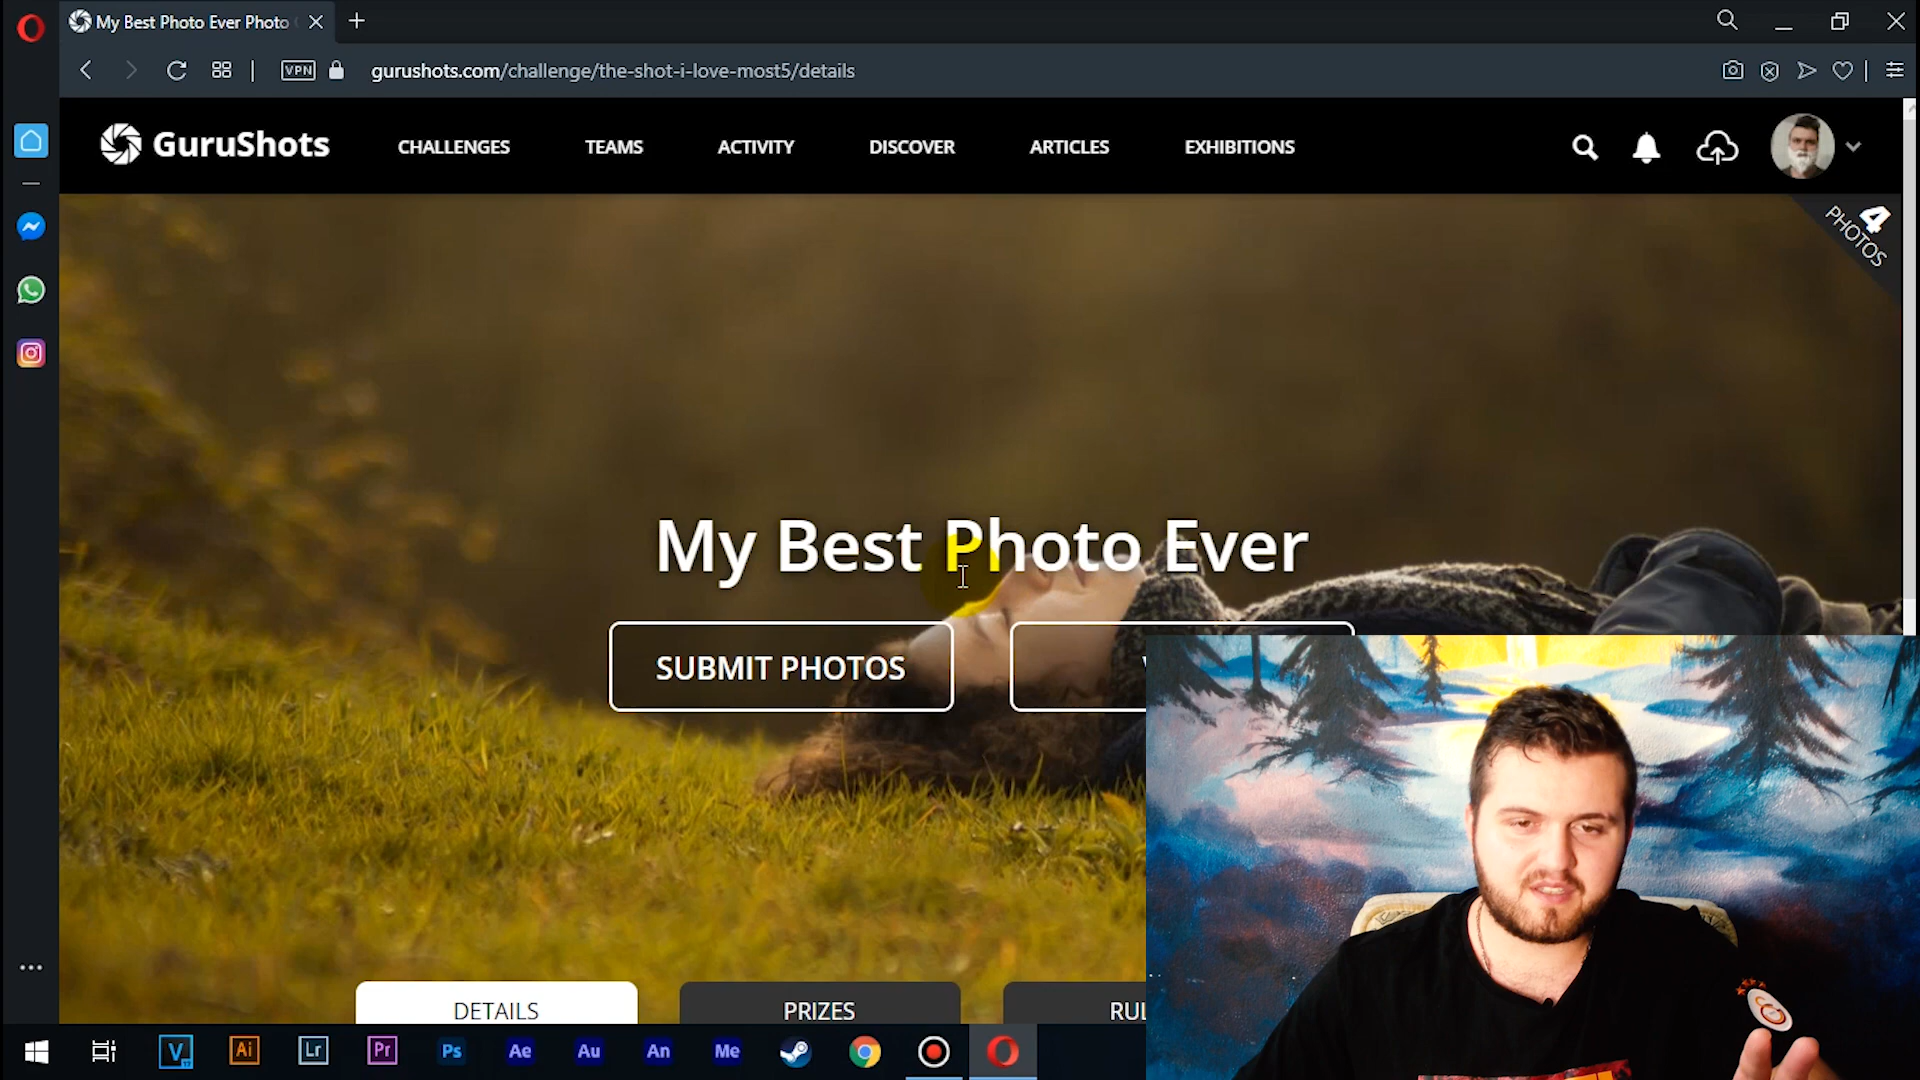 My Best Photo Ever Photo
VPN
gurushots.com/challenge/the-shot-i-love-most5/details
GuruShots
CHALLENGES
TEAMS
ACTIVITY
DISCOVER
ARTICLES
EXHIBITIONS
4
PHOTOS
My Best Photo Ever
SUBMIT PHOTOS
DETAILS
PRIZES
V
Ai
Lr
Pr
Ps
Ae
Au
An
Me